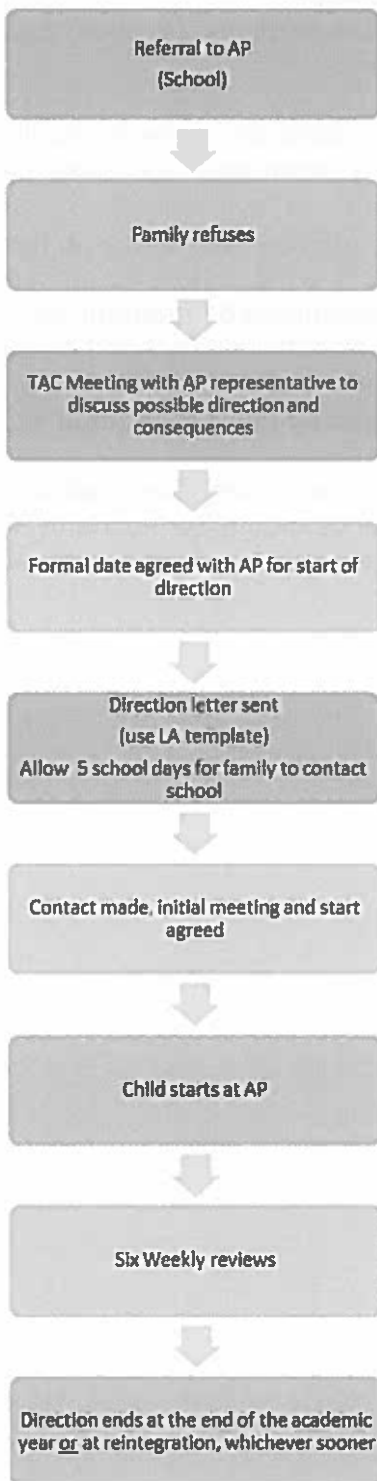 Referral to AP
(School)
Family refuses
TAC Meeting with AP representative to
discuss possible direction and
consequences
Formal date agreed with AP for start of
direction
Direction letter sent
(use LA template)
Allow 5 school days for family to contact
school
Contact made, initial meeting and start
agreed
Child starts at AP
Six Weekly reviews
Direction ends at the end of the academic
year or at reintegration, whichever sooner